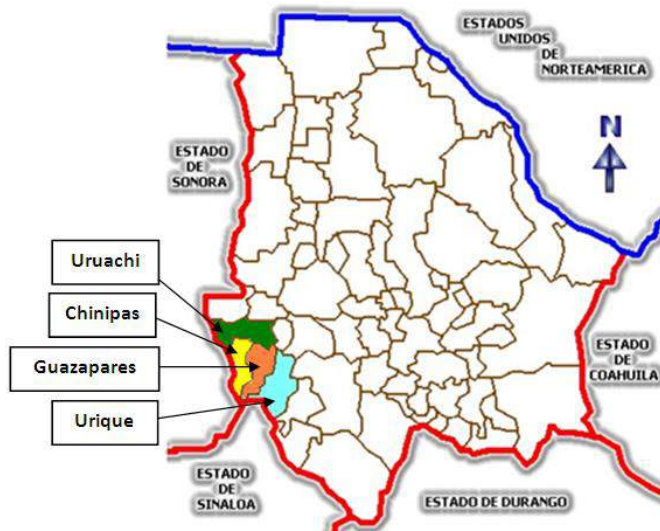 ESTADOS
UNIDOS
DE
NORTEAMERICA
N
ESTADO
DE
SONORA
Uruachi
Chinipas
Guazapares
Urique
ESTADO
DE
COAHUILA
ESTADO
DE
SINALOA
ESTADO DE DURANGO